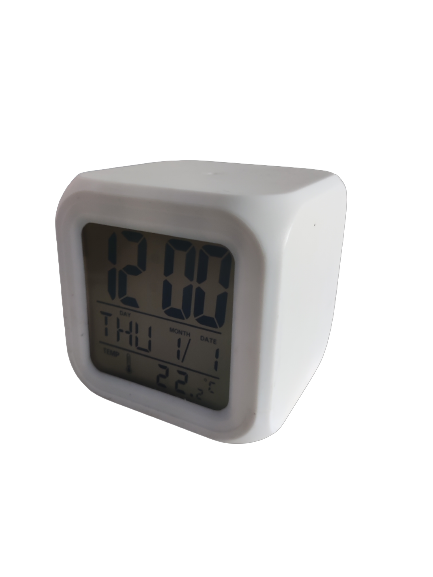 12 00
DAY MONTH DATE
THU 1/ 1
TEMP 22.2 °C